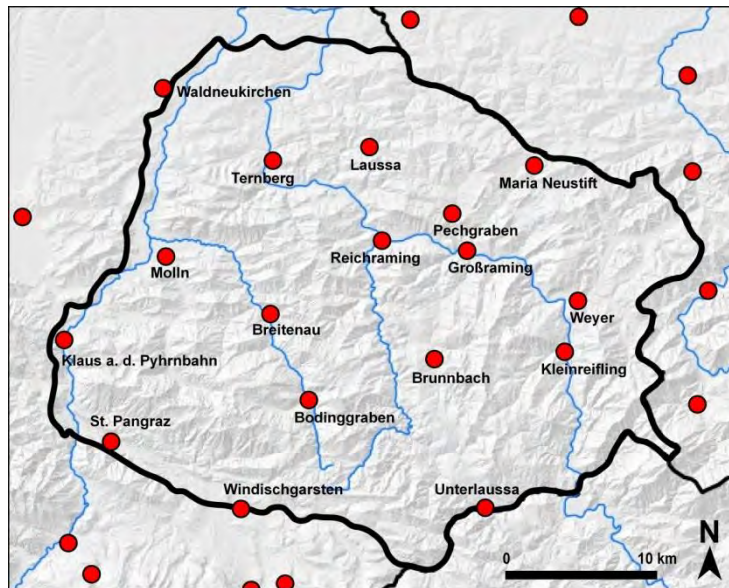 Waldneukirchen
Ternberg
Laussa
Maria Neustift
Pechgraben
Reichraming
Großraming
Molln
Breitenau
Weyer
Klaus a. d. Pyhrnbahn
Brunnbach
Kleinreifling
Bodinggraben
St. Pangraz
Windischgarsten
Unterlaussa
N
0
10 km